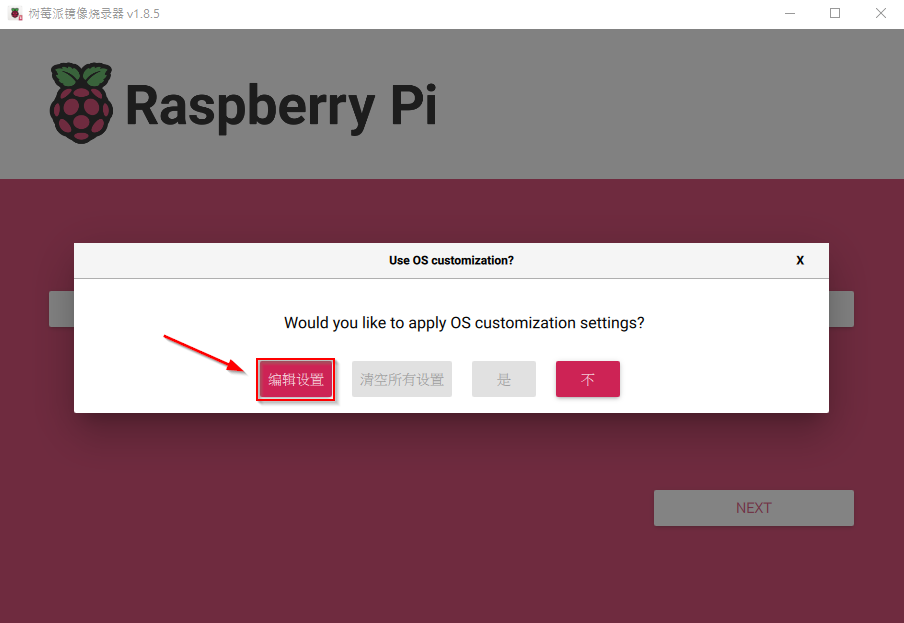 树莓派镜像烧录器 v1.8.5
Raspberry Pi
Use OS customization?
X
Would you like to apply OS customization settings?
编辑设置
清空所有设置
是
不
NEXT